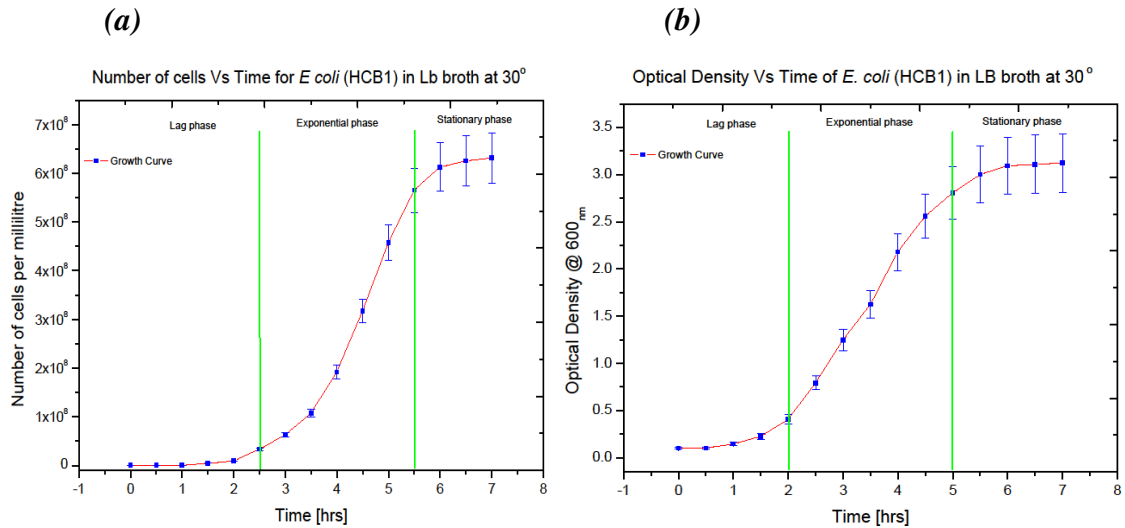 (a)
Number of cells Vs Time for E coli (HCB1) in Lb broth at 30°
Lag phase
Exponential phase
Stationary phase
Growth Curve
Number of cells per millilitre
7x10⁸
6x10⁸
5x10⁸
4x10⁸
3x10⁸
2x10⁸
1x10⁸
0
-1 0 1 2 3 4 5 6 7 8
Time [hrs]
(b)
Optical Density Vs Time of E. coli (HCB1) in LB broth at 30°
Lag phase
Exponential phase
Stationary phase
Growth Curve
Optical Density @ 600nm
3.5
3.0
2.5
2.0
1.5
1.0
0.5
0.0
-1 0 1 2 3 4 5 6 7 8
Time [hrs]